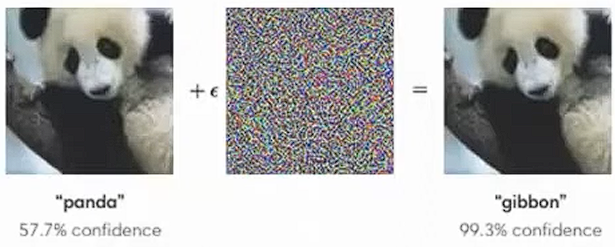 + ϵ
=
“panda”
57.7% confidence
“gibbon”
99.3% confidence